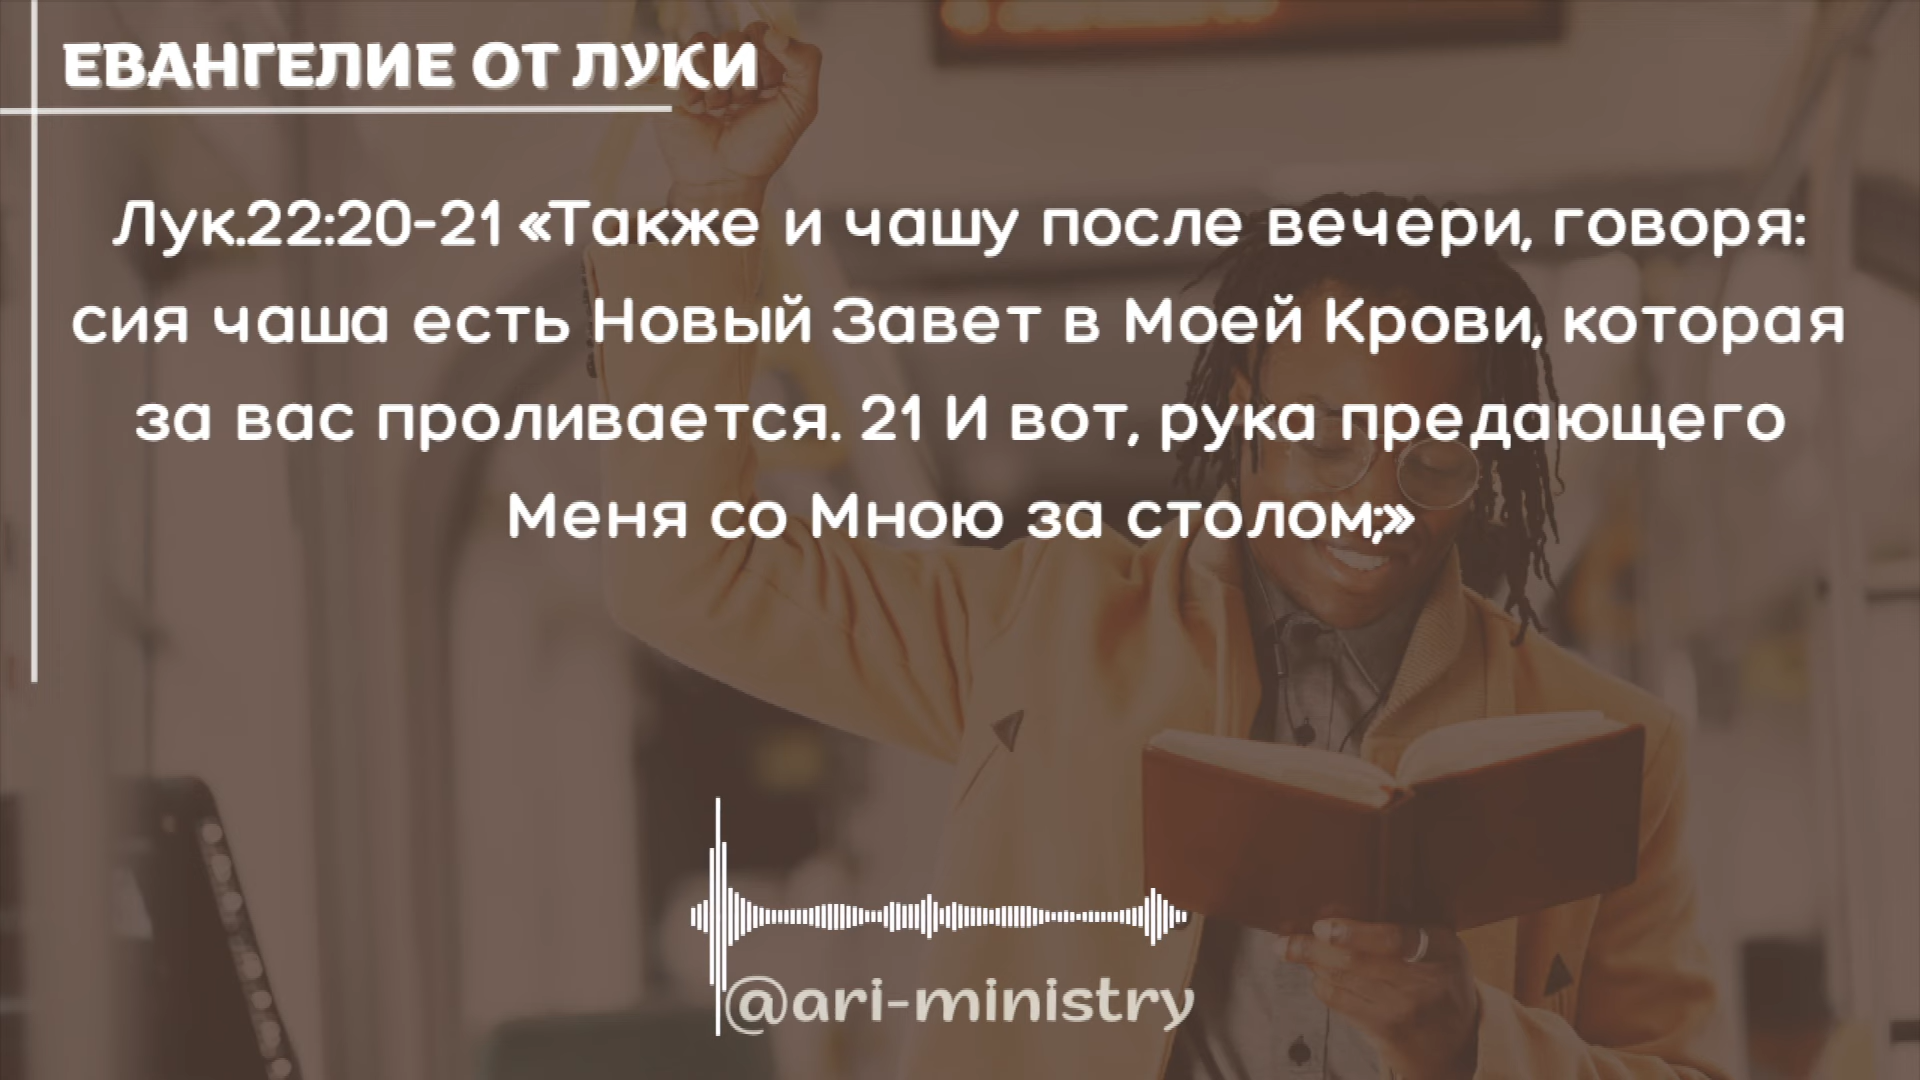 ЕВАНГЕЛИЕ ОТ ЛУКИ
Лук.22:20-21 «Также и чашу после вечери, говоря:
сия чаша есть Новый Завет в Моей Крови, которая
за вас проливается. 21 И вот, рука предающего
Меня со Мною за столом;»
@ari-ministry